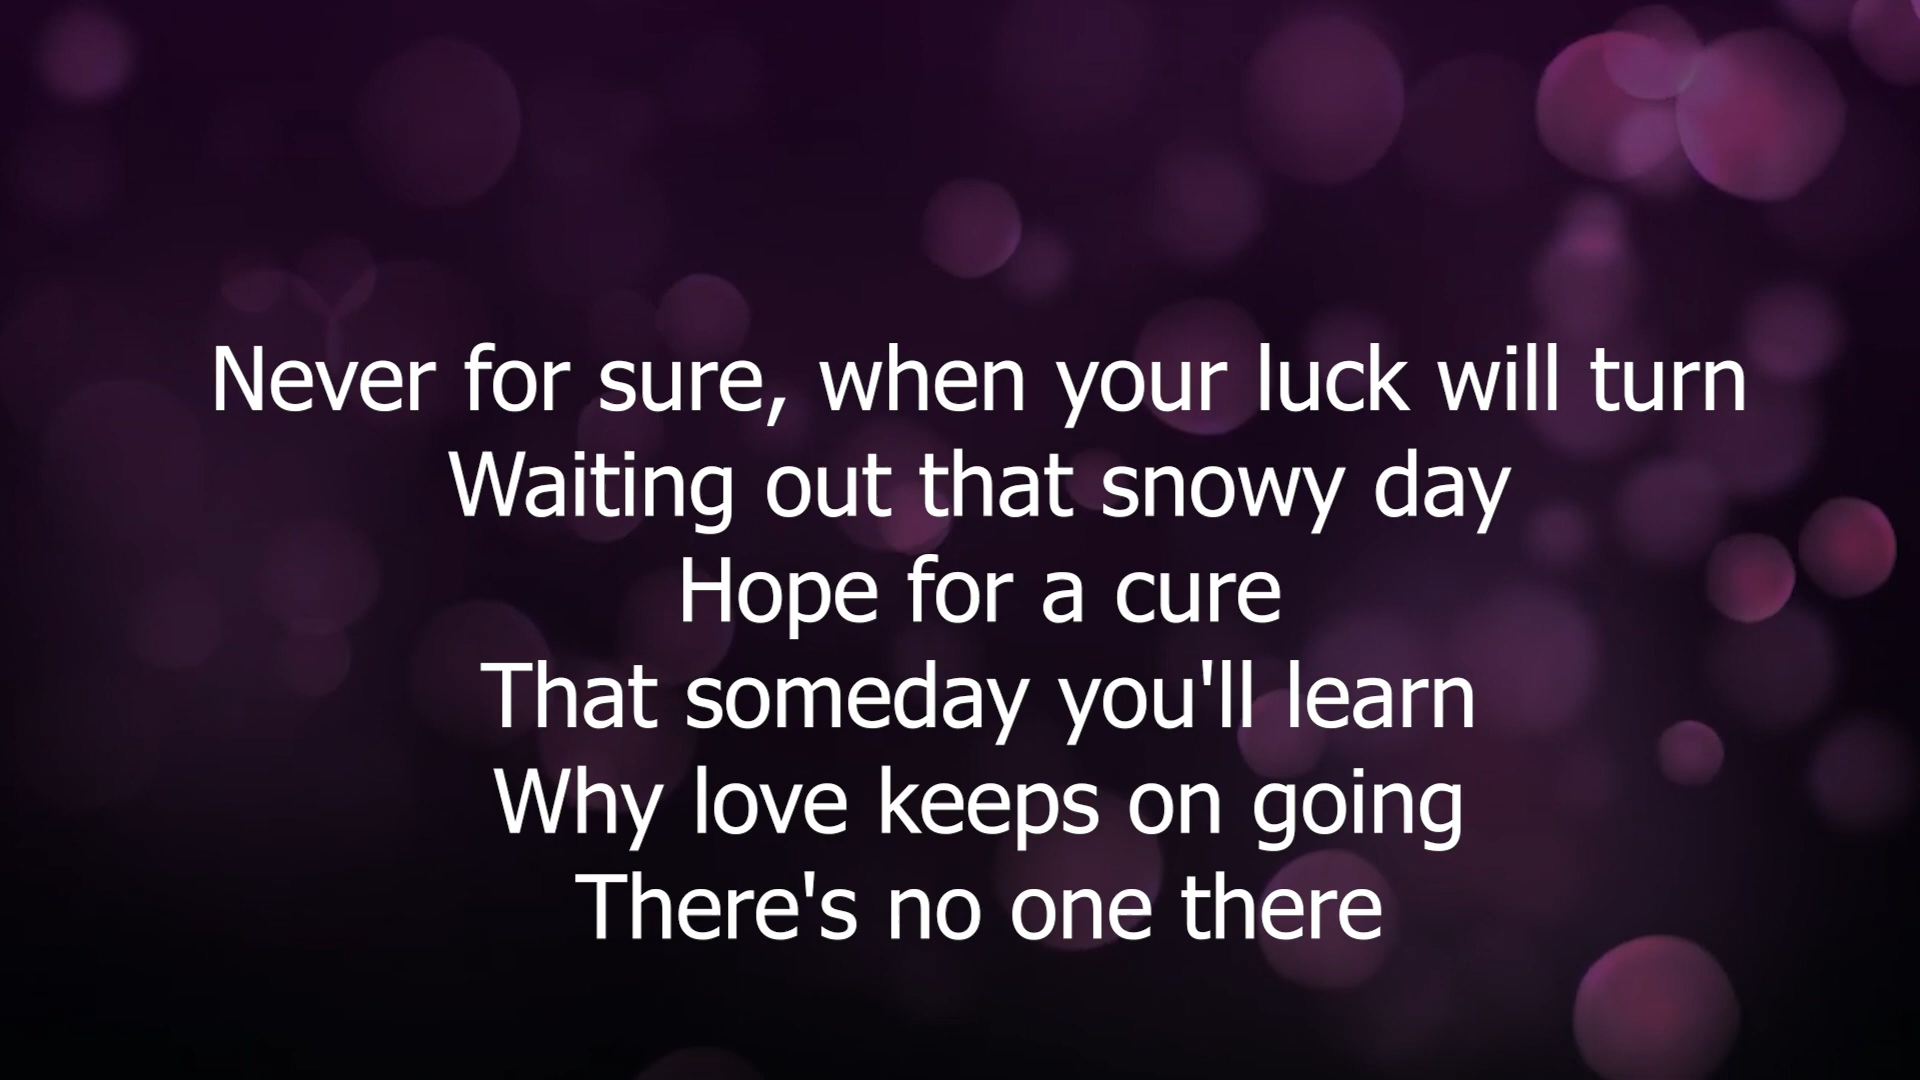 Never for sure, when your luck will turn
Waiting out that snowy day
Hope for a cure
That someday you'll learn
Why love keeps on going
There's no one there